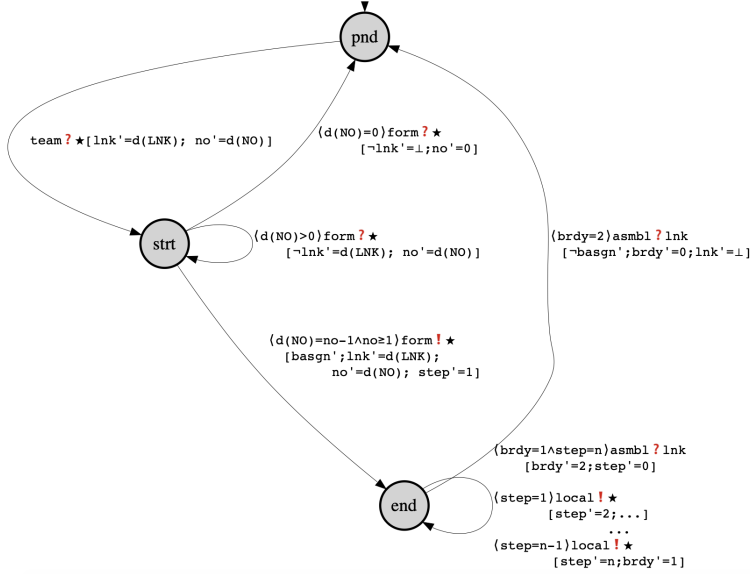 pnd
team?★[lnk'=d(LNK); no'=d(NO)]
⟨d(NO)=0⟩form?★
[¬lnk'=⊥;no'=0]
strt
⟨d(NO)>0⟩form?★
[¬lnk'=d(LNK); no'=d(NO)]
⟨brdy=2⟩asmbl?lnk
[¬basgn';brdy'=0;lnk'=⊥]
⟨d(NO)=no-1∧no≥1⟩form!★
[basgn';lnk'=d(LNK);
no'=d(NO); step'=1]
end
⟨brdy=1∧step=n⟩asmbl?lnk
[brdy'=2;step'=0]
⟨step=1⟩local!★
[step'=2;...]
...
⟨step=n-1⟩local!★
[step'=n;brdy'=1]